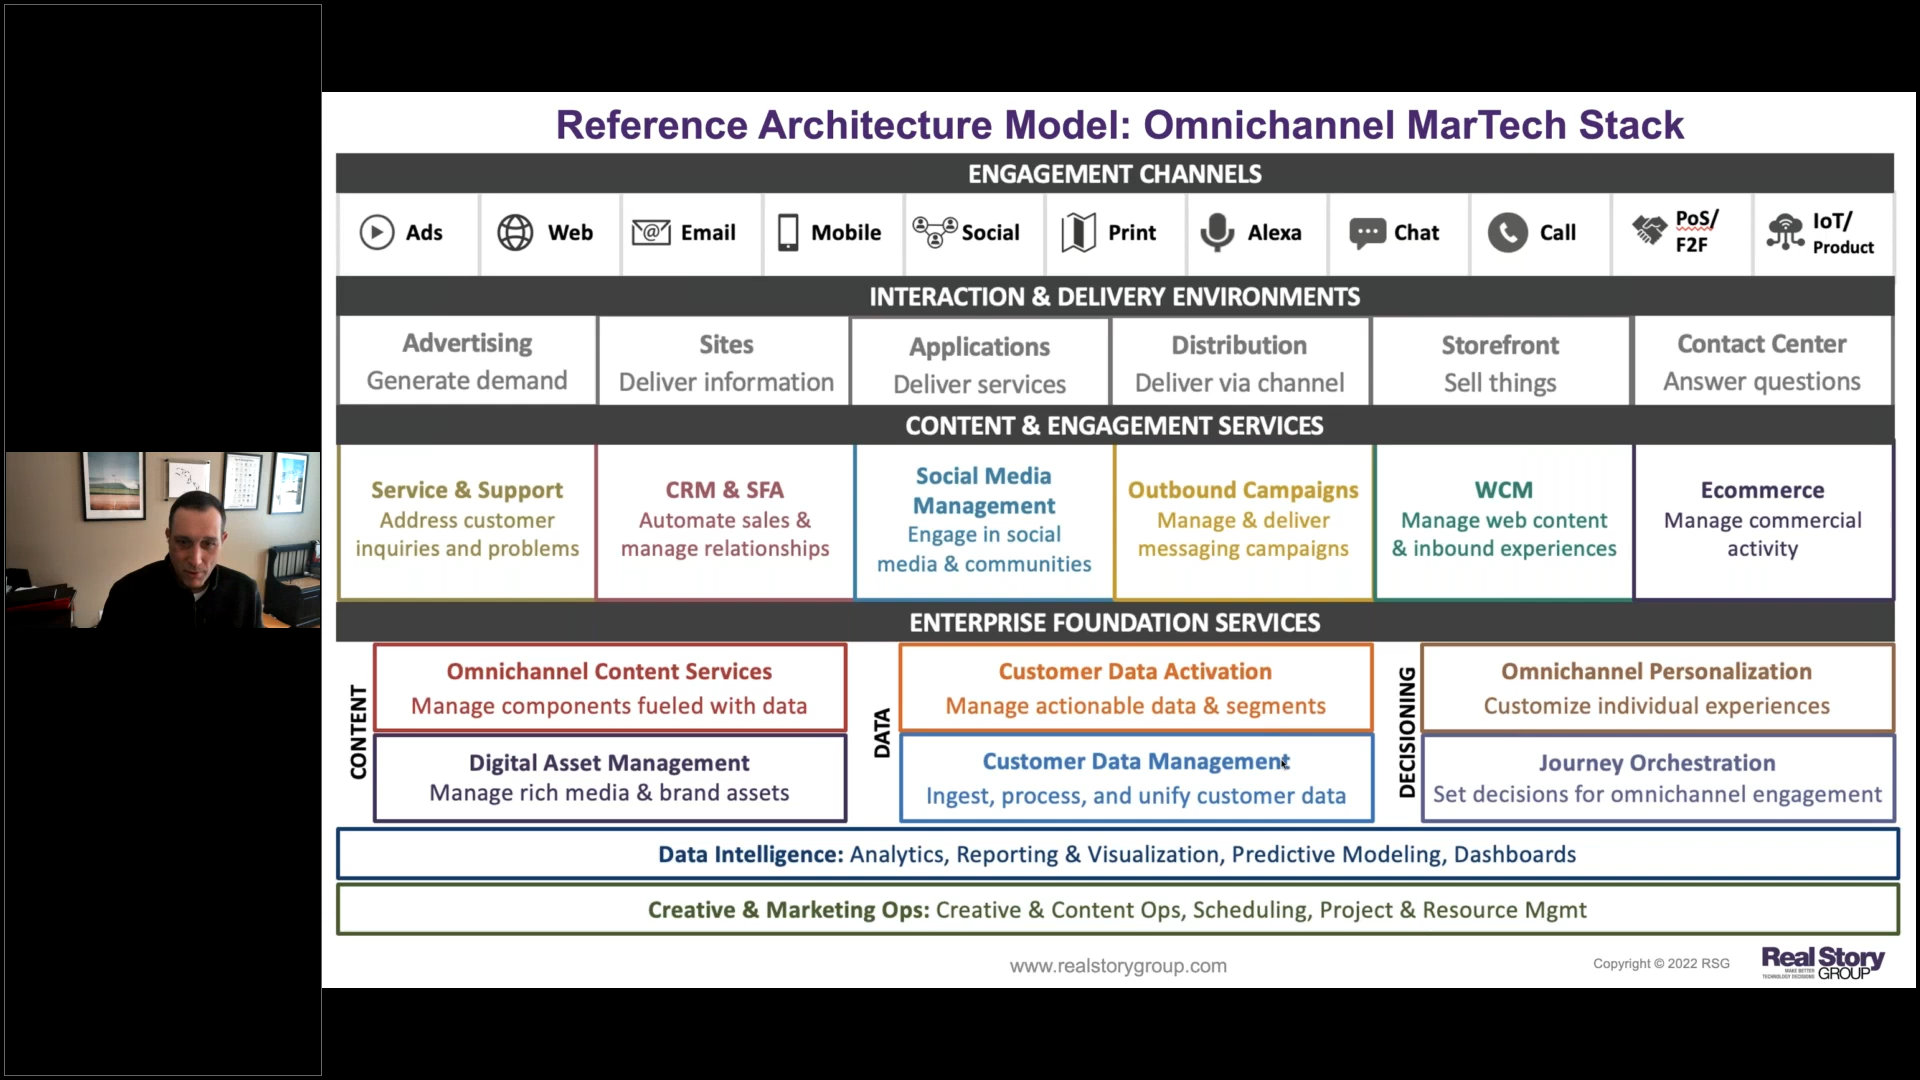 Reference Architecture Model: Omnichannel MarTech Stack
ENGAGEMENT CHANNELS
Ads
Web
Email
Mobile
Social
Print
Alexa
Chat
Call
PoS/
F2F
IoT/
Product
INTERACTION & DELIVERY ENVIRONMENTS
Advertising
Generate demand
Sites
Deliver information
Applications
Deliver services
Distribution
Deliver via channel
Storefront
Sell things
Contact Center
Answer questions
CONTENT & ENGAGEMENT SERVICES
Service & Support
Address customer
inquiries and problems
CRM & SFA
Automate sales &
manage relationships
Social Media
Management
Engage in social
media & communities
Outbound Campaigns
Manage & deliver
messaging campaigns
WCM
Manage web content
& inbound experiences
Ecommerce
Manage commercial
activity
ENTERPRISE FOUNDATION SERVICES
CONTENT
Omnichannel Content Services
Manage components fueled with data
Digital Asset Management
Manage rich media & brand assets
DATA
Customer Data Activation
Manage actionable data & segments
Customer Data Management
Ingest, process, and unify customer data
DECISIONING
Omnichannel Personalization
Customize individual experiences
Journey Orchestration
Set decisions for omnichannel engagement
Data Intelligence: Analytics, Reporting & Visualization, Predictive Modeling, Dashboards
Creative & Marketing Ops: Creative & Content Ops, Scheduling, Project & Resource Mgmt
www.realstorygroup.com
Copyright © 2022 RSG
Real Story
MAKE BETTER
TECHNOLOGY DECISIONS
GROUP